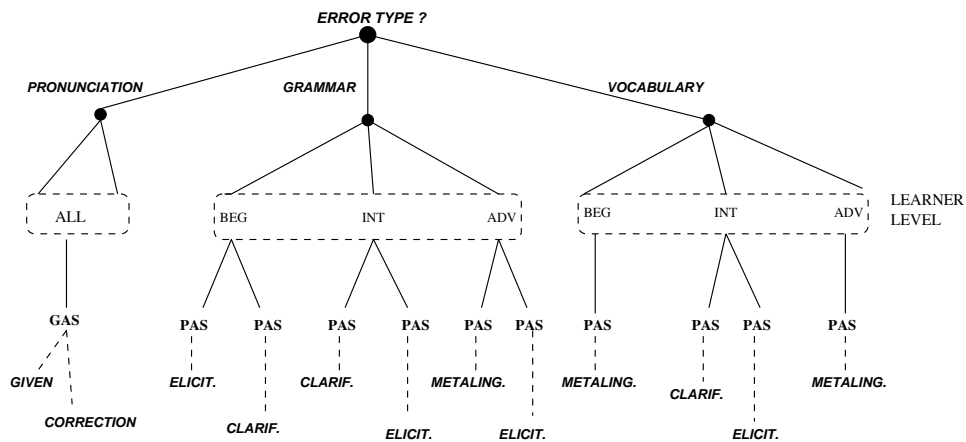 ERROR TYPE ?
PRONUNCIATION GRAMMAR VOCABULARY
ALL BEG INT ADV BEG INT ADV LEARNER
LEVEL
GAS PAS PAS PAS PAS PAS PAS PAS PAS PAS PAS
GIVEN ELICIT. CLARIF. METALING. METALING. CLARIF. METALING.
CORRECTION CLARIF. ELICIT. ELICIT. ELICIT.